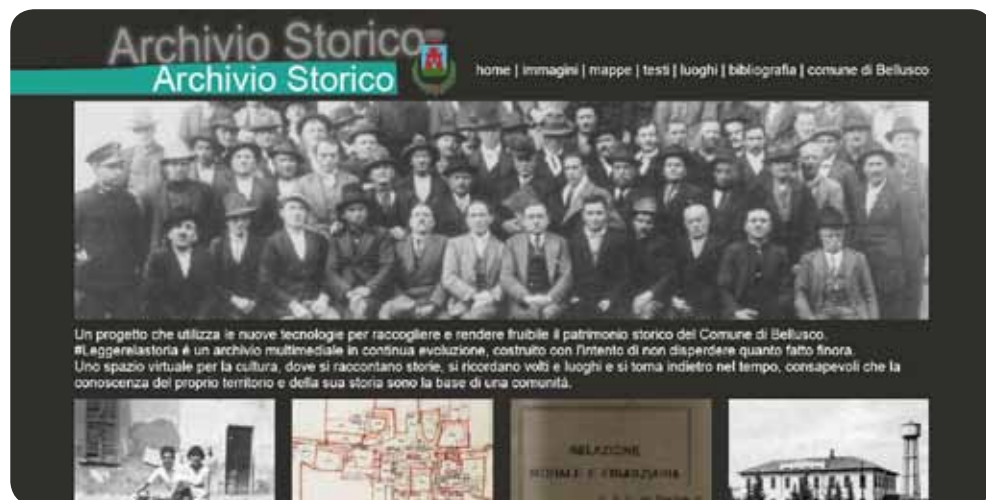 Archivio Storico
Archivio Storico
home | immagini | mappe | testi | luoghi | bibliografia | comune di Bellusco
Un progetto che utilizza le nuove tecnologie per raccogliere e rendere fruibile il patrimonio storico del Comune di Bellusco.
#Leggerelastoria é un archivio multimediale in continua evoluzione, costruito con l'intento di non disperdere quanto fatto finora.
Uno spazio virtuale per la cultura, dove si raccontano storie, si ricordano volti e luoghi e si torna indietro nel tempo, consapevoli che la
conoscenza del proprio territorio e della sua storia sono la base di una comunità.
RELAZIONE
MORALE E FINANZIARIA